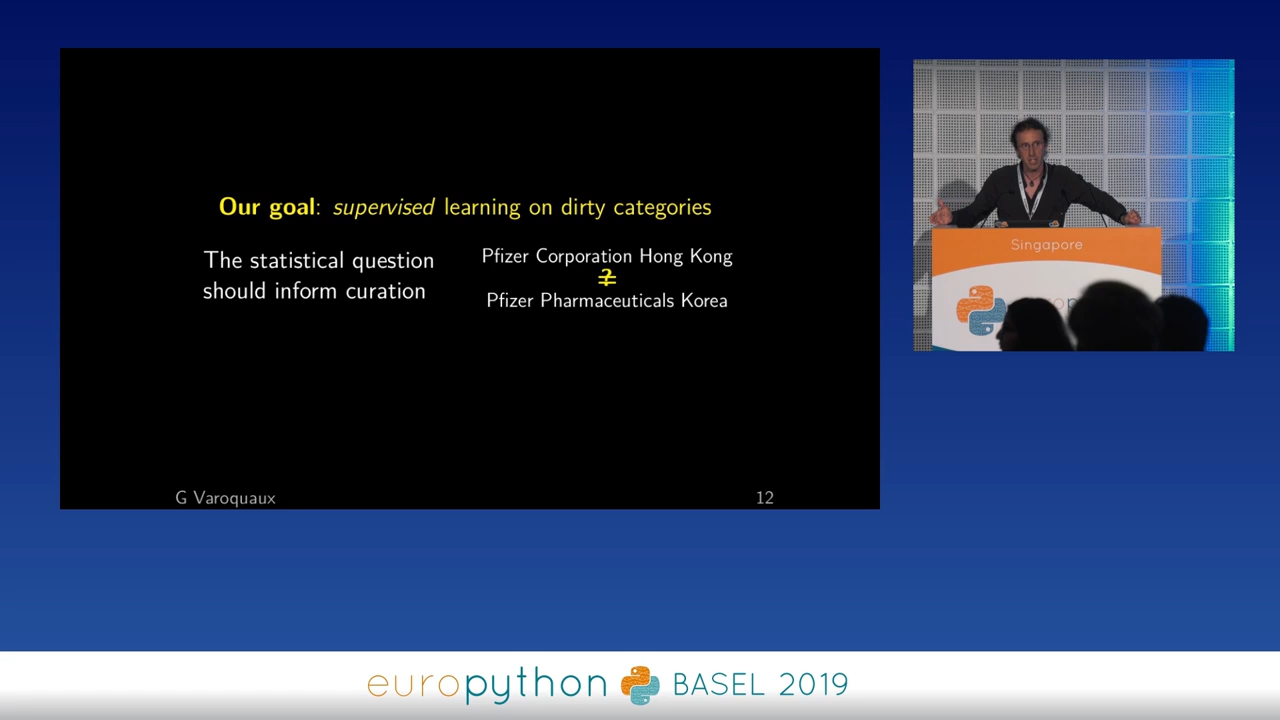 Our goal: supervised learning on dirty categories
The statistical question
should inform curation
Pfizer Corporation Hong Kong
≟
Pfizer Pharmaceuticals Korea
G Varoquaux
12
Singapore
europython BASEL 2019